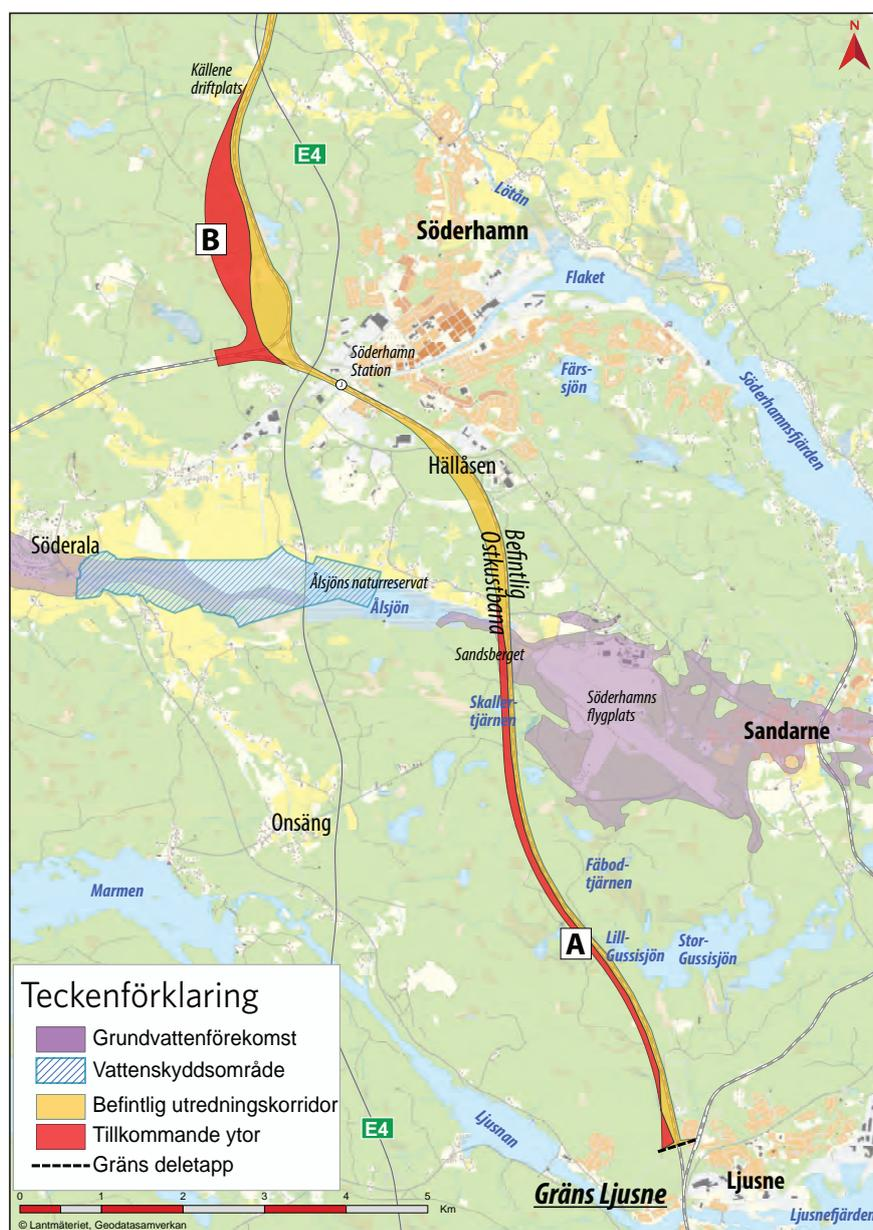 N
Källene
driftplats
E4
Lötån
B
Söderhamn
Flaket
Söderhamn
Station
Färs-
sjön
Söderhamnsfjärden
Hällåsen
Befintlig
Ostkustbana
Söderala
Ålsjöns naturreservat
Ålsjön
Sandsberget
Skaller-
tjärnen
Söderhamns
flygplats
Sandarne
Onsäng
Fäbod-
tjärnen
Marmen
A
Lill-
Gussisjön
Stor-
Gussisjön
Teckenförklaring
Grundvattenförekomst
Vattenskyddsområde
Befintlig utredningskorridor
Tillkommande ytor
Gräns deletapp
E4
Ljusnan
Gräns Ljusne
Ljusne
Ljusnefjärden
0 1 2 3 4 5
Km
© Lantmäteriet, Geodatasamverkan